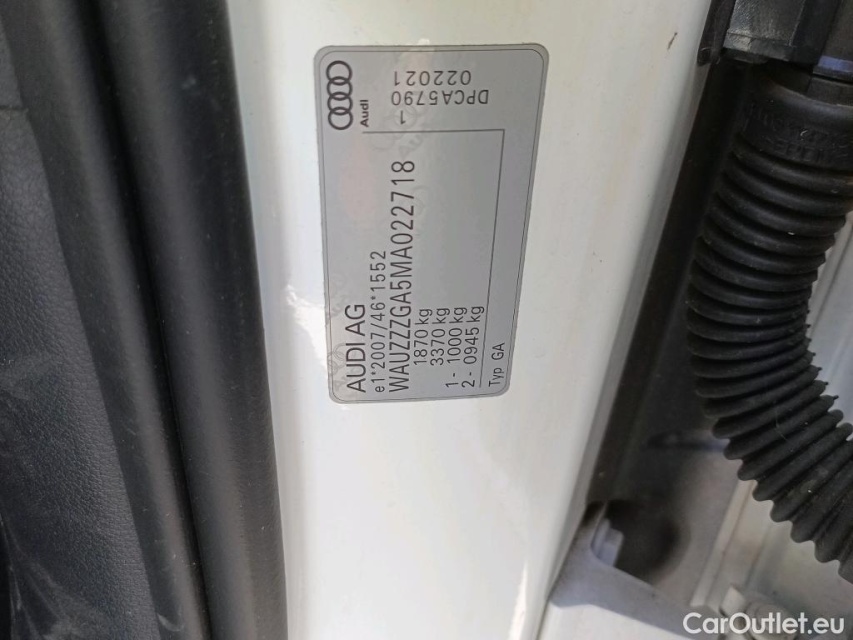 Audi
AUDI AG
e1*2007/46*1552
WAUZZZGA5MA022718
1870 kg
3370 kg
1 - 1000 kg
2 - 0945 kg
Typ GA
1
DPCA5790
022021
CarOutlet.eu